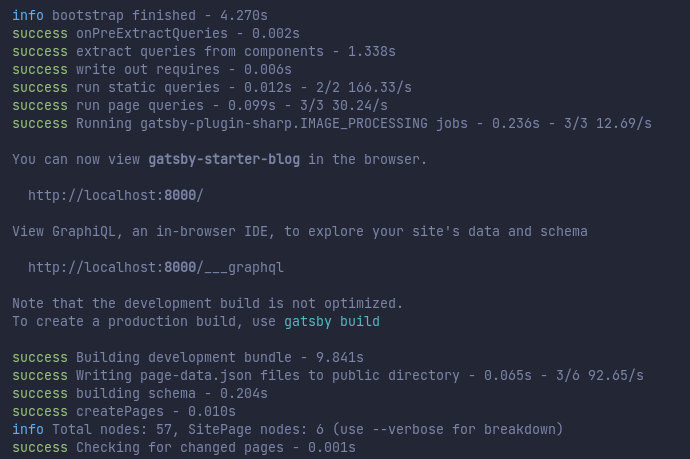 info bootstrap finished - 4.270s
success onPreExtractQueries - 0.002s
success extract queries from components - 1.338s
success write out requires - 0.006s
success run static queries - 0.012s - 2/2 166.33/s
success run page queries - 0.099s - 3/3 30.24/s
success Running gatsby-plugin-sharp.IMAGE_PROCESSING jobs - 0.236s - 3/3 12.69/s
You can now view gatsby-starter-blog in the browser.
http://localhost:8000/
View GraphiQL, an in-browser IDE, to explore your site's data and schema
http://localhost:8000/___graphql
Note that the development build is not optimized.
To create a production build, use gatsby build
success Building development bundle - 9.841s
success Writing page-data.json files to public directory - 0.065s - 3/6 92.65/s
success building schema - 0.204s
success createPages - 0.010s
info Total nodes: 57, SitePage nodes: 6 (use --verbose for breakdown)
success Checking for changed pages - 0.001s